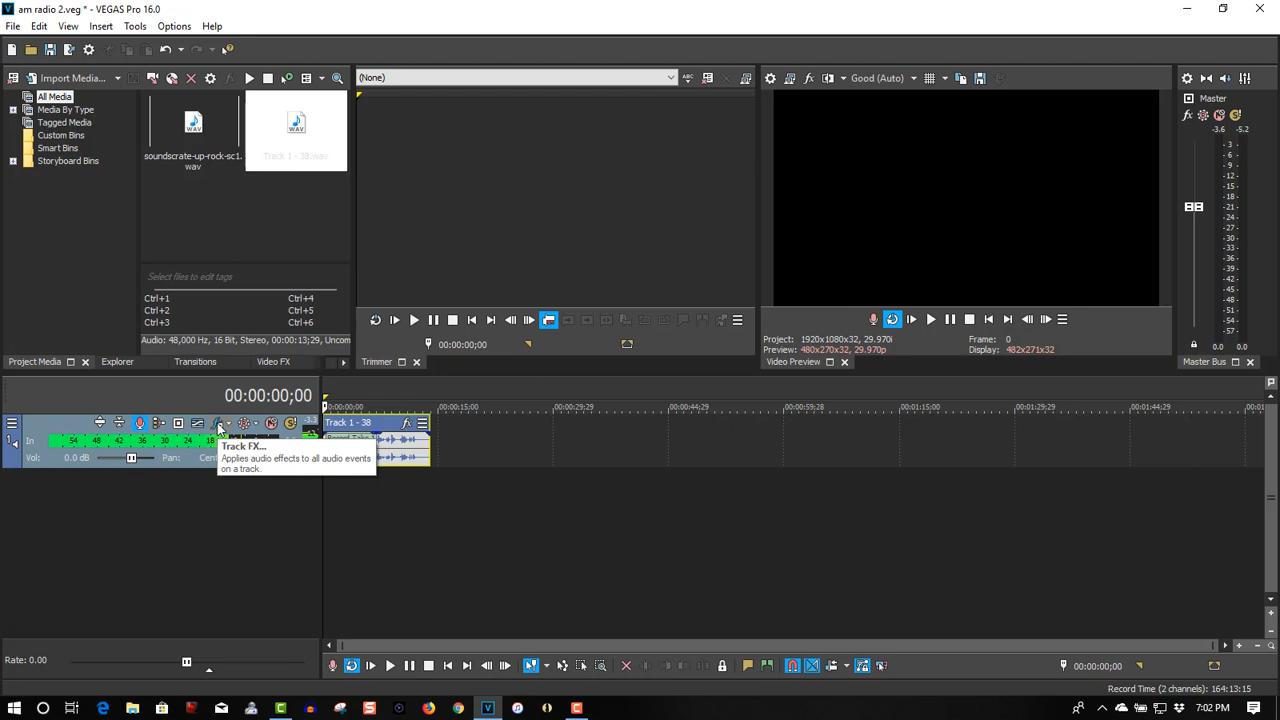 am radio 2.veg * - VEGAS Pro 16.0
File Edit View Insert Tools Options Help
Import Media...
(None)
Good (Auto)
All Media
Media By Type
Tagged Media
Custom Bins
Smart Bins
Storyboard Bins
WAV
soundscrate-up-rock-sc1.
wav
WAV
Track 1 - 38.wav
Select files to edit tags
Ctrl+1 Ctrl+4
Ctrl+2 Ctrl+5
Ctrl+3 Ctrl+6
Audio: 48,000 Hz, 16 Bit, Stereo, 00:00:13;29, Uncom
Project Media Explorer Transitions Video FX
00:00:00;00
Trimmer
Project: 1920x1080x32, 29.970i
Preview: 480x270x32, 29.970p
Frame: 0
Display: 482x271x32
Video Preview
Master
fx
-3.6 -5.2
3
-6
-9
-12
-15
-18
-21
-24
-27
-30
-33
-36
-39
-42
-45
-48
-51
-54
-57
0.0 0.0
Master Bus
00:00:00;00
00:00:15;00 00:00:29;29 00:00:44;29 00:00:59;28 00:01:15;00 00:01:29;29 00:01:44;29
-3.3
1
In
54 48 42 36 30 24 18
Vol: 0.0 dB Pan:
Track 1 - 38
fx
Track FX...
Applies audio effects to all audio events
on a track.
Rate: 0.00
00:00:00;00
Record Time (2 channels): 164:13:15
7:02 PM